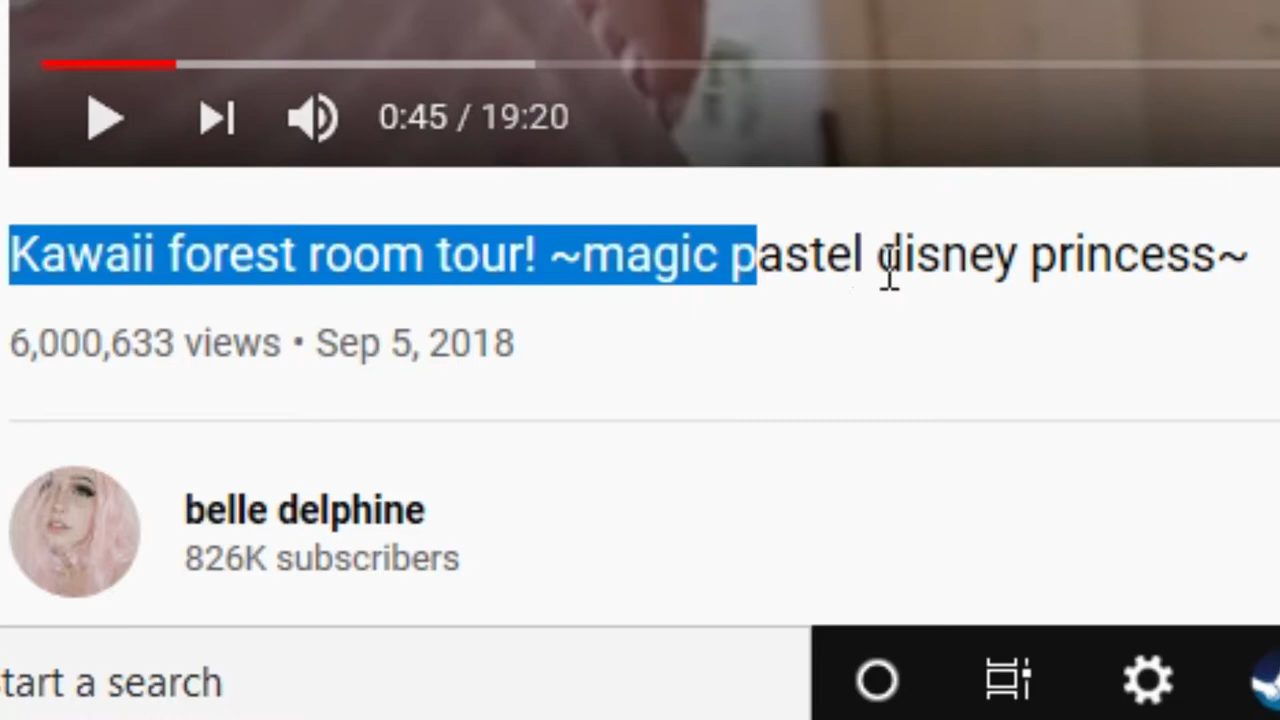 0:45 / 19:20
Kawaii forest room tour! ~magic pastel disney princess~
6,000,633 views • Sep 5, 2018
belle delphine
826K subscribers
tart a search